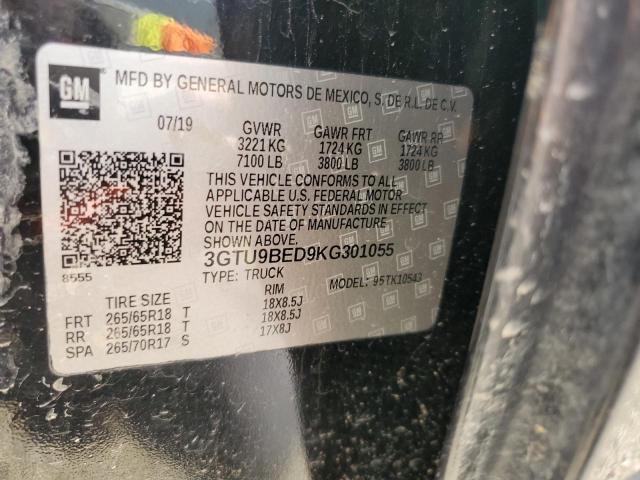 GM
MFD BY GENERAL MOTORS DE MEXICO, S. DE R.L. DE C.V.
07/19 GVWR GAWR FRT GAWR RR
3221 KG 1724 KG 1724 KG
7100 LB 3800 LB 3800 LB
THIS VEHICLE CONFORMS TO ALL
APPLICABLE U.S. FEDERAL MOTOR
VEHICLE SAFETY STANDARDS IN EFFECT
ON THE DATE OF MANUFACTURE
SHOWN ABOVE.
8555 3GTU9BED9KG301055
TYPE: TRUCK MODEL: 95TK10543
TIRE SIZE RIM
FRT 265/65R18 T 18X8.5J
RR 265/65R18 T 18X8.5J
SPA 265/70R17 S 17X8J